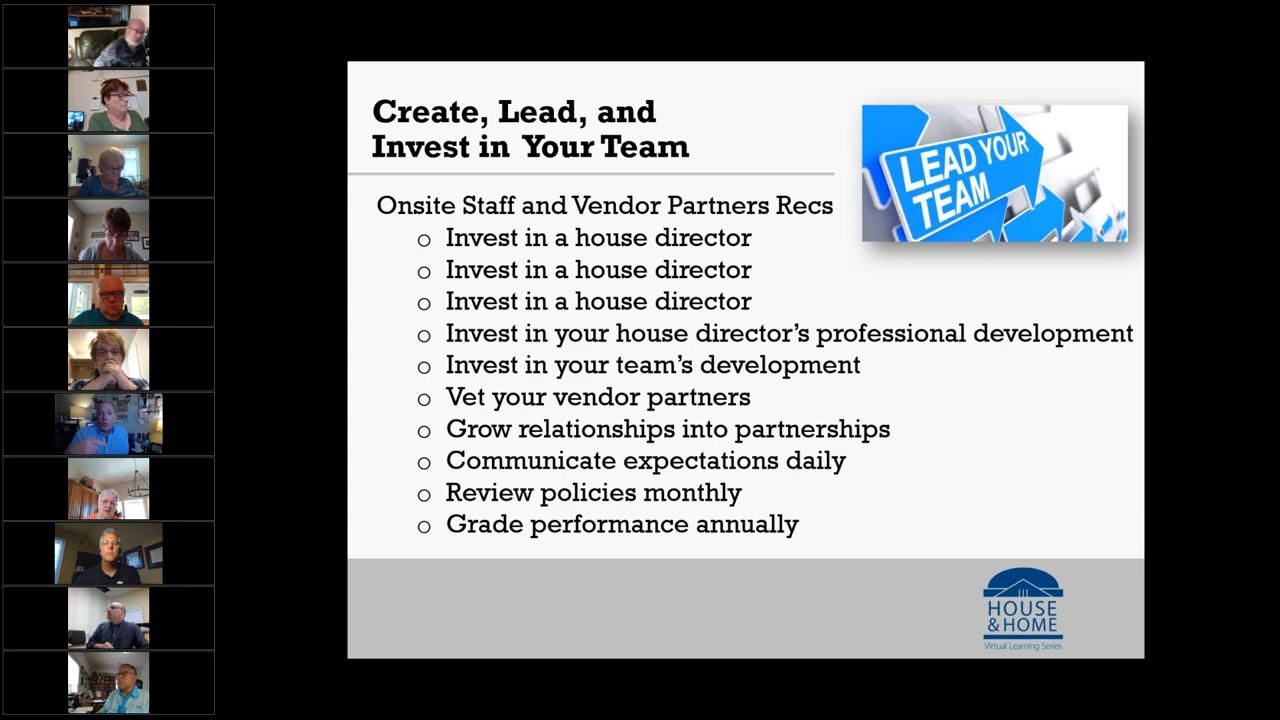 Create, Lead, and
Invest in Your Team
LEAD YOUR
TEAM
Onsite Staff and Vendor Partners Recs
o Invest in a house director
o Invest in a house director
o Invest in a house director
o Invest in your house director's professional development
o Invest in your team's development
o Vet your vendor partners
o Grow relationships into partnerships
o Communicate expectations daily
o Review policies monthly
o Grade performance annually
HOUSE
& HOME
Virtual Learning Series